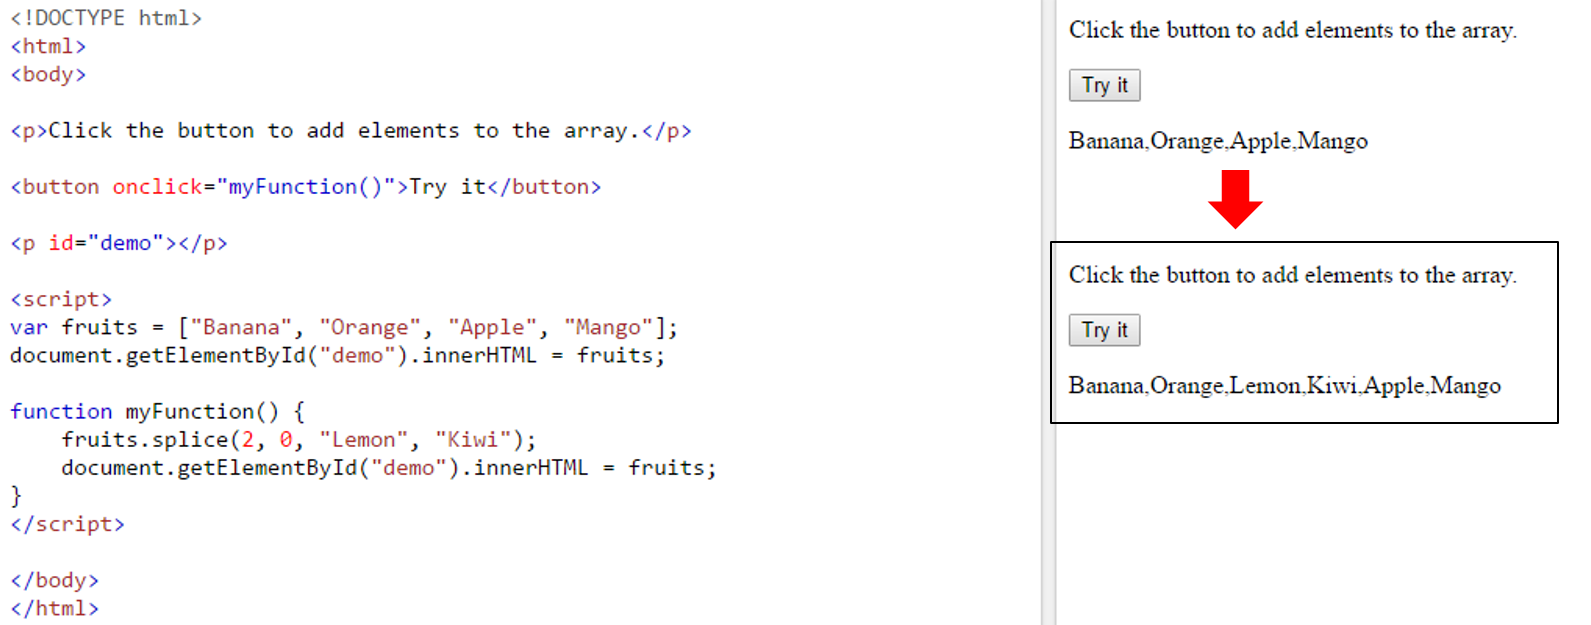 <!DOCTYPE html>
<html>
<body>
<p>Click the button to add elements to the array.</p>
<button onclick="myFunction()">Try it</button>
<p id="demo"></p>
<script>
var fruits = ["Banana", "Orange", "Apple", "Mango"];
document.getElementById("demo").innerHTML = fruits;
function myFunction() {
    fruits.splice(2, 0, "Lemon", "Kiwi");
    document.getElementById("demo").innerHTML = fruits;
}
</script>
</body>
</html>
Click the button to add elements to the array.
Try it
Banana,Orange,Apple,Mango
Click the button to add elements to the array.
Try it
Banana,Orange,Lemon,Kiwi,Apple,Mango